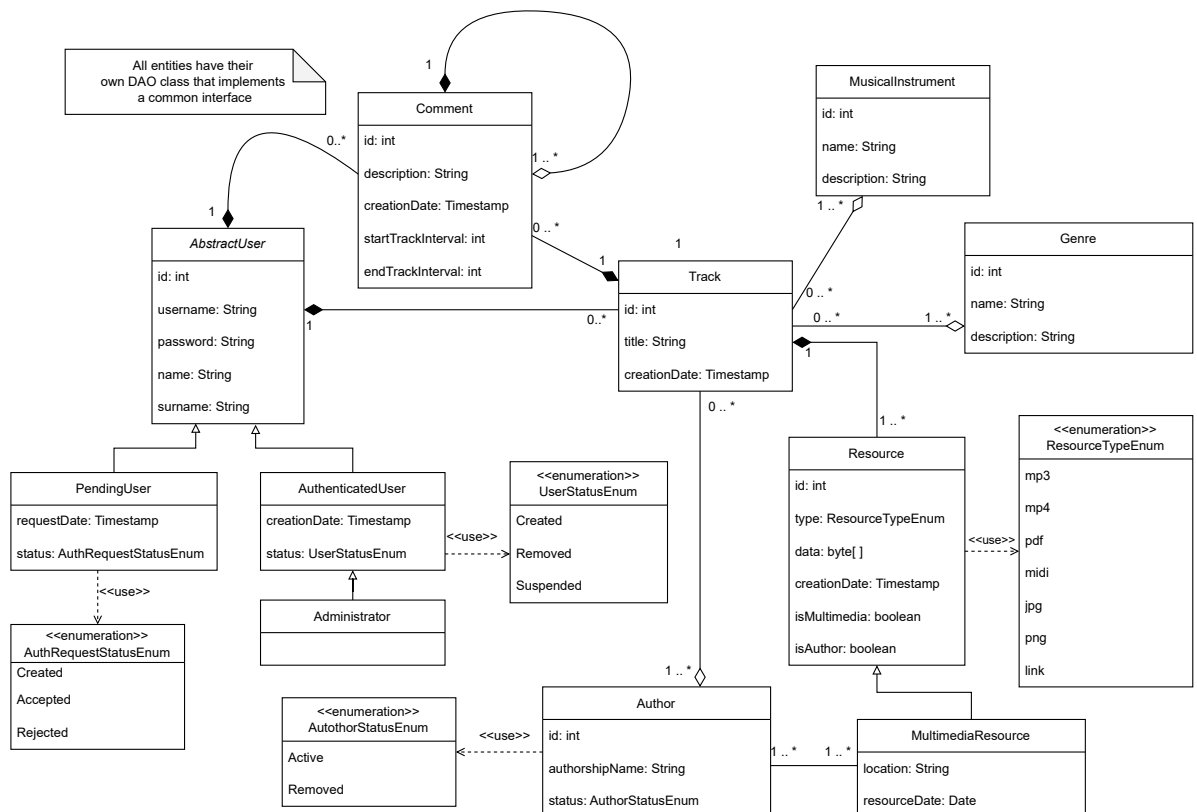 All entities have their
own DAO class that implements
a common interface
1
Comment
id: int
description: String
creationDate: Timestamp
startTrackInterval: int
endTrackInterval: int
1 .. *
0..*
0 .. *
1
1
MusicalInstrument
id: int
name: String
description: String
1 .. *
Genre
id: int
name: String
description: String
1 .. *
1
AbstractUser
id: int
username: String
password: String
name: String
surname: String
1
0..*
Track
id: int
title: String
creationDate: Timestamp
0 .. *
0 .. *
1
0 .. *
1 .. *
PendingUser
requestDate: Timestamp
status: AuthRequestStatusEnum
<<use>>
AuthenticatedUser
creationDate: Timestamp
status: UserStatusEnum
<<use>>
<<enumeration>>
UserStatusEnum
Created
Removed
Suspended
Administrator
<<enumeration>>
AuthRequestStatusEnum
Created
Accepted
Rejected
Resource
id: int
type: ResourceTypeEnum
data: byte[ ]
creationDate: Timestamp
isMultimedia: boolean
isAuthor: boolean
<<use>>
<<enumeration>>
ResourceTypeEnum
mp3
mp4
pdf
midi
jpg
png
link
<<enumeration>>
AutothorStatusEnum
Active
Removed
<<use>>
1 .. *
Author
id: int
authorshipName: String
status: AuthorStatusEnum
1 .. *
1 .. *
MultimediaResource
location: String
resourceDate: Date